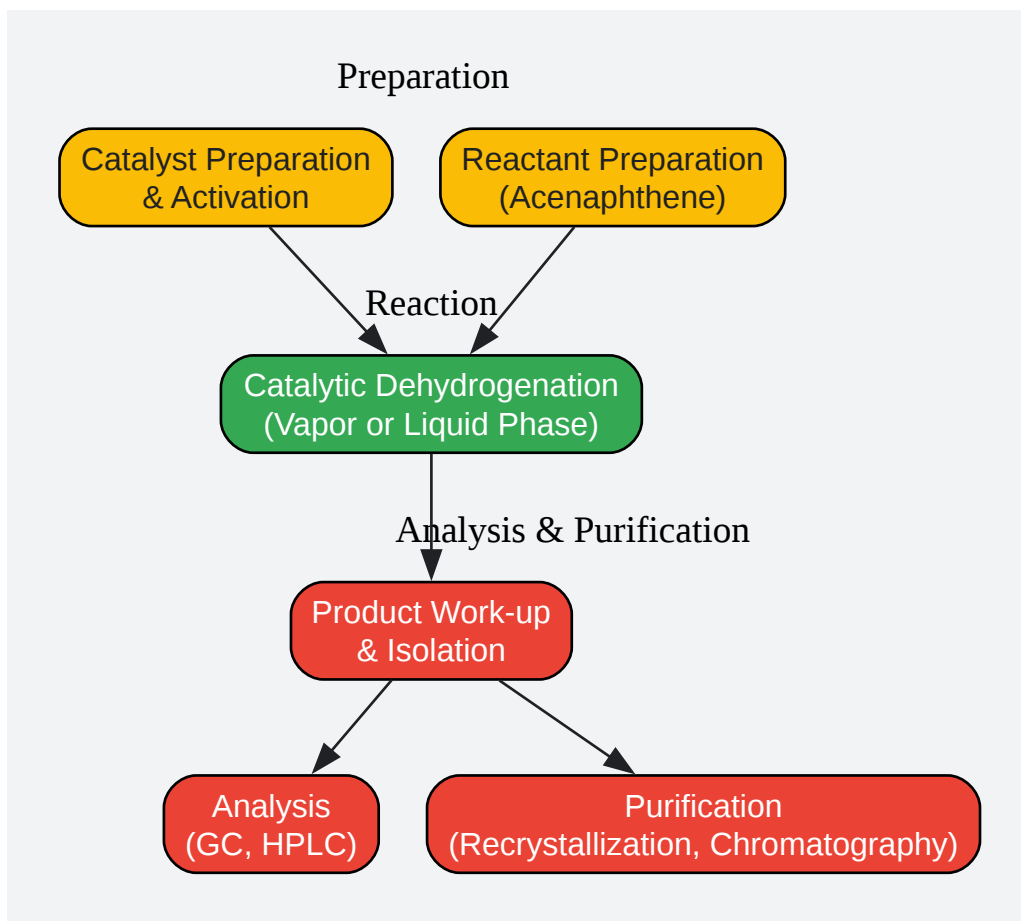 Preparation
Catalyst Preparation
& Activation
Reactant Preparation
(Acenaphthene)
Reaction
Catalytic Dehydrogenation
(Vapor or Liquid Phase)
Analysis & Purification
Product Work-up
& Isolation
Analysis
(GC, HPLC)
Purification
(Recrystallization, Chromatography)